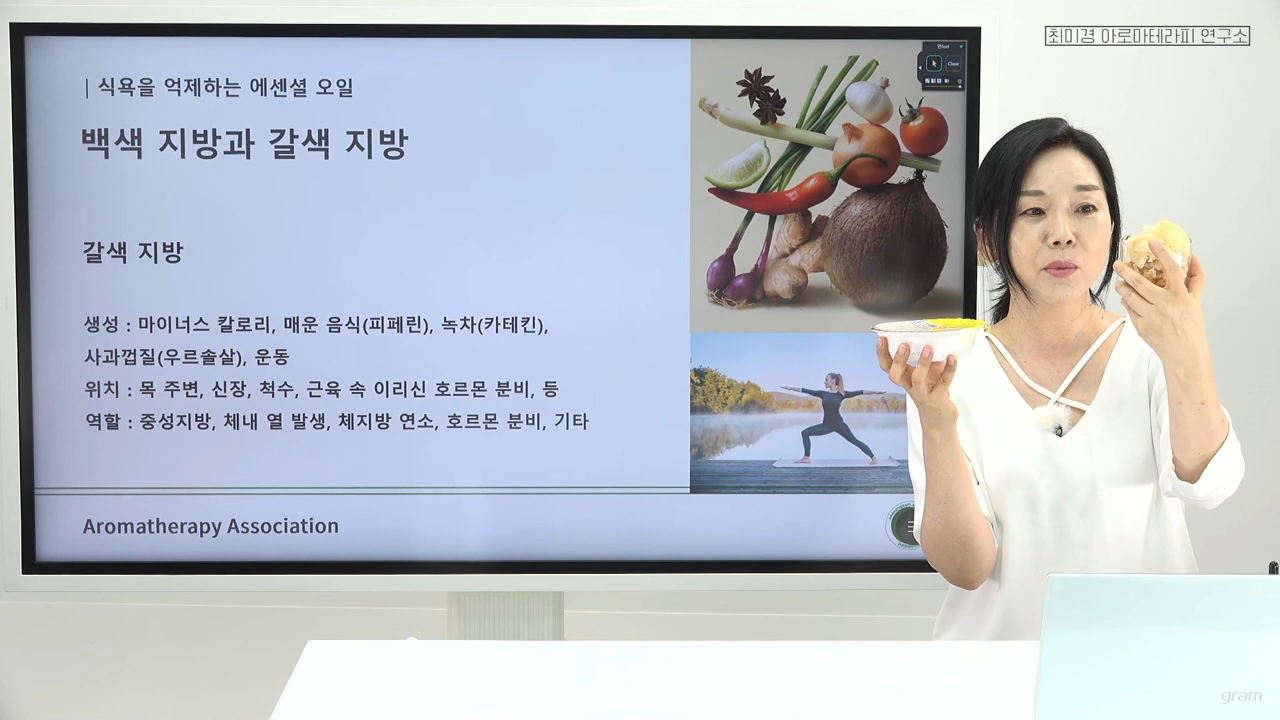 최미경 아로마테라피 연구소
| 식욕을 억제하는 에센셜 오일
백색 지방과 갈색 지방
갈색 지방
생성 : 마이너스 칼로리, 매운 음식(피페린), 녹차(카테킨),
사과껍질(우르솔살), 운동
위치 : 목 주변, 신장, 척수, 근육 속 이리신 호르몬 분비, 등
역할 : 중성지방, 체내 열 발생, 체지방 연소, 호르몬 분비, 기타
Aromatherapy Association
Clear
gram